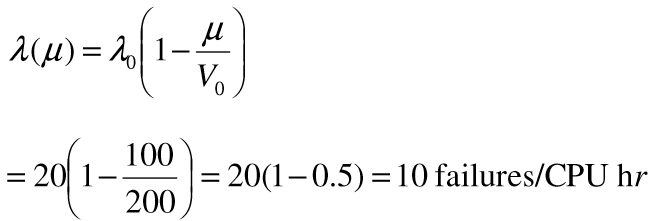 λ(μ) = λ₀(1 − μ/V₀)
= 20(1 − 100/200) = 20(1 − 0.5) = 10 failures/CPU hr